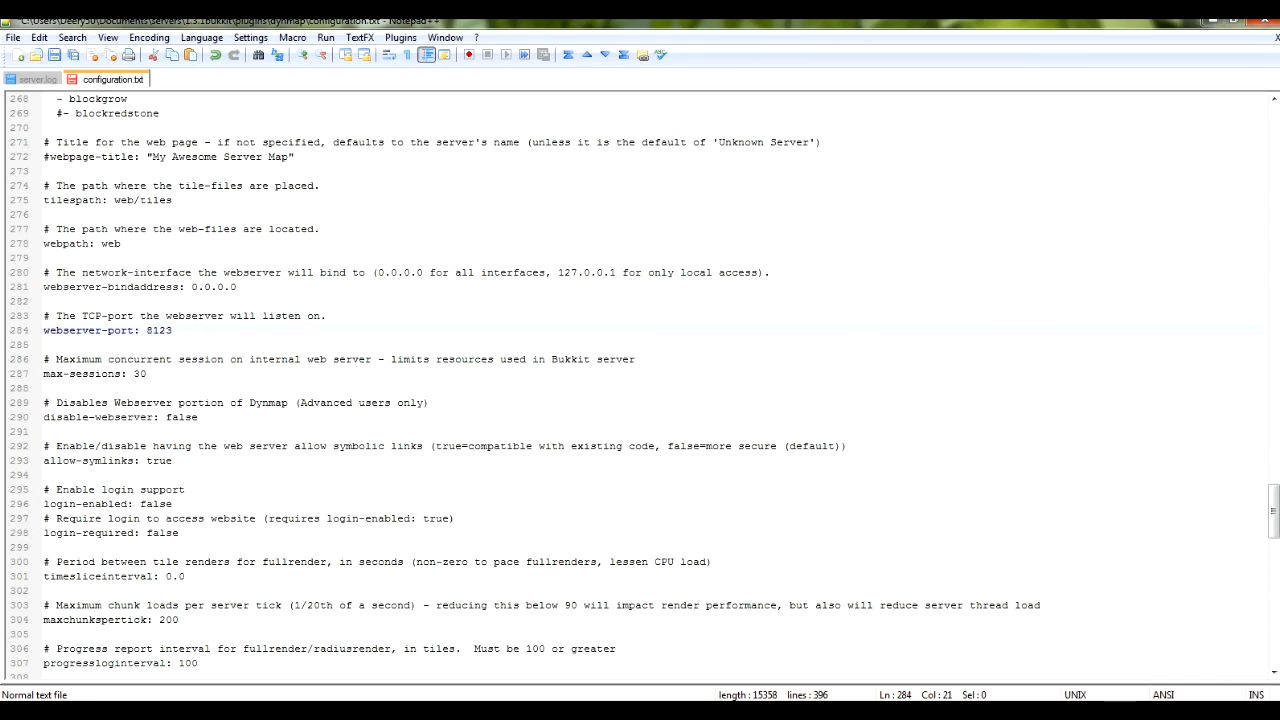 *C:\Users\Deery50\Documents\servers\1.3.1bukkit\plugins\dynmap\configuration.txt - Notepad++
File Edit Search View Encoding Language Settings Macro Run TextFX Plugins Window ? X
server.log configuration.txt
268 - blockgrow
269 #- blockredstone
270
271 # Title for the web page - if not specified, defaults to the server's name (unless it is the default of 'Unknown Server')
272 #webpage-title: "My Awesome Server Map"
273
274 # The path where the tile-files are placed.
275 tilespath: web/tiles
276
277 # The path where the web-files are located.
278 webpath: web
279
280 # The network-interface the webserver will bind to (0.0.0.0 for all interfaces, 127.0.0.1 for only local access).
281 webserver-bindaddress: 0.0.0.0
282
283 # The TCP-port the webserver will listen on.
284 webserver-port: 8123
285
286 # Maximum concurrent session on internal web server - limits resources used in Bukkit server
287 max-sessions: 30
288
289 # Disables Webserver portion of Dynmap (Advanced users only)
290 disable-webserver: false
291
292 # Enable/disable having the web server allow symbolic links (true=compatible with existing code, false=more secure (default))
293 allow-symlinks: true
294
295 # Enable login support
296 login-enabled: false
297 # Require login to access website (requires login-enabled: true)
298 login-required: false
299
300 # Period between tile renders for fullrender, in seconds (non-zero to pace fullrenders, lessen CPU load)
301 timesliceinterval: 0.0
302
303 # Maximum chunk loads per server tick (1/20th of a second) - reducing this below 90 will impact render performance, but also will reduce server thread load
304 maxchunkspertick: 200
305
306 # Progress report interval for fullrender/radiusrender, in tiles.  Must be 100 or greater
307 progressloginterval: 100
308
Normal text file length : 15358 lines : 396 Ln : 284 Col : 21 Sel : 0 UNIX ANSI INS